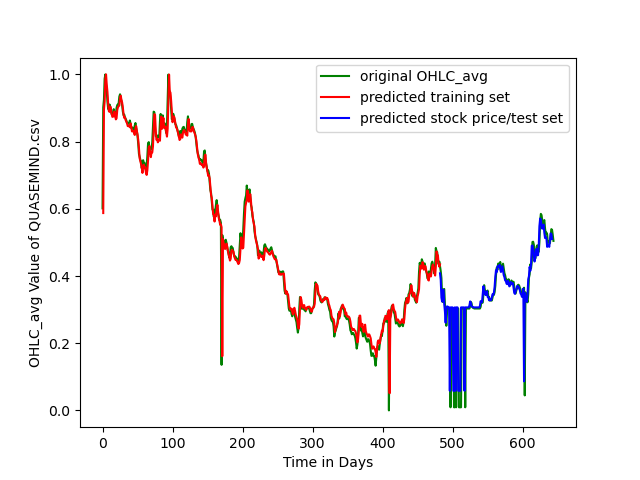 original OHLC_avg
predicted training set
predicted stock price/test set
OHLC_avg Value of QUASEMIND.csv
1.0
0.8
0.6
0.4
0.2
0.0
0 100 200 300 400 500 600
Time in Days